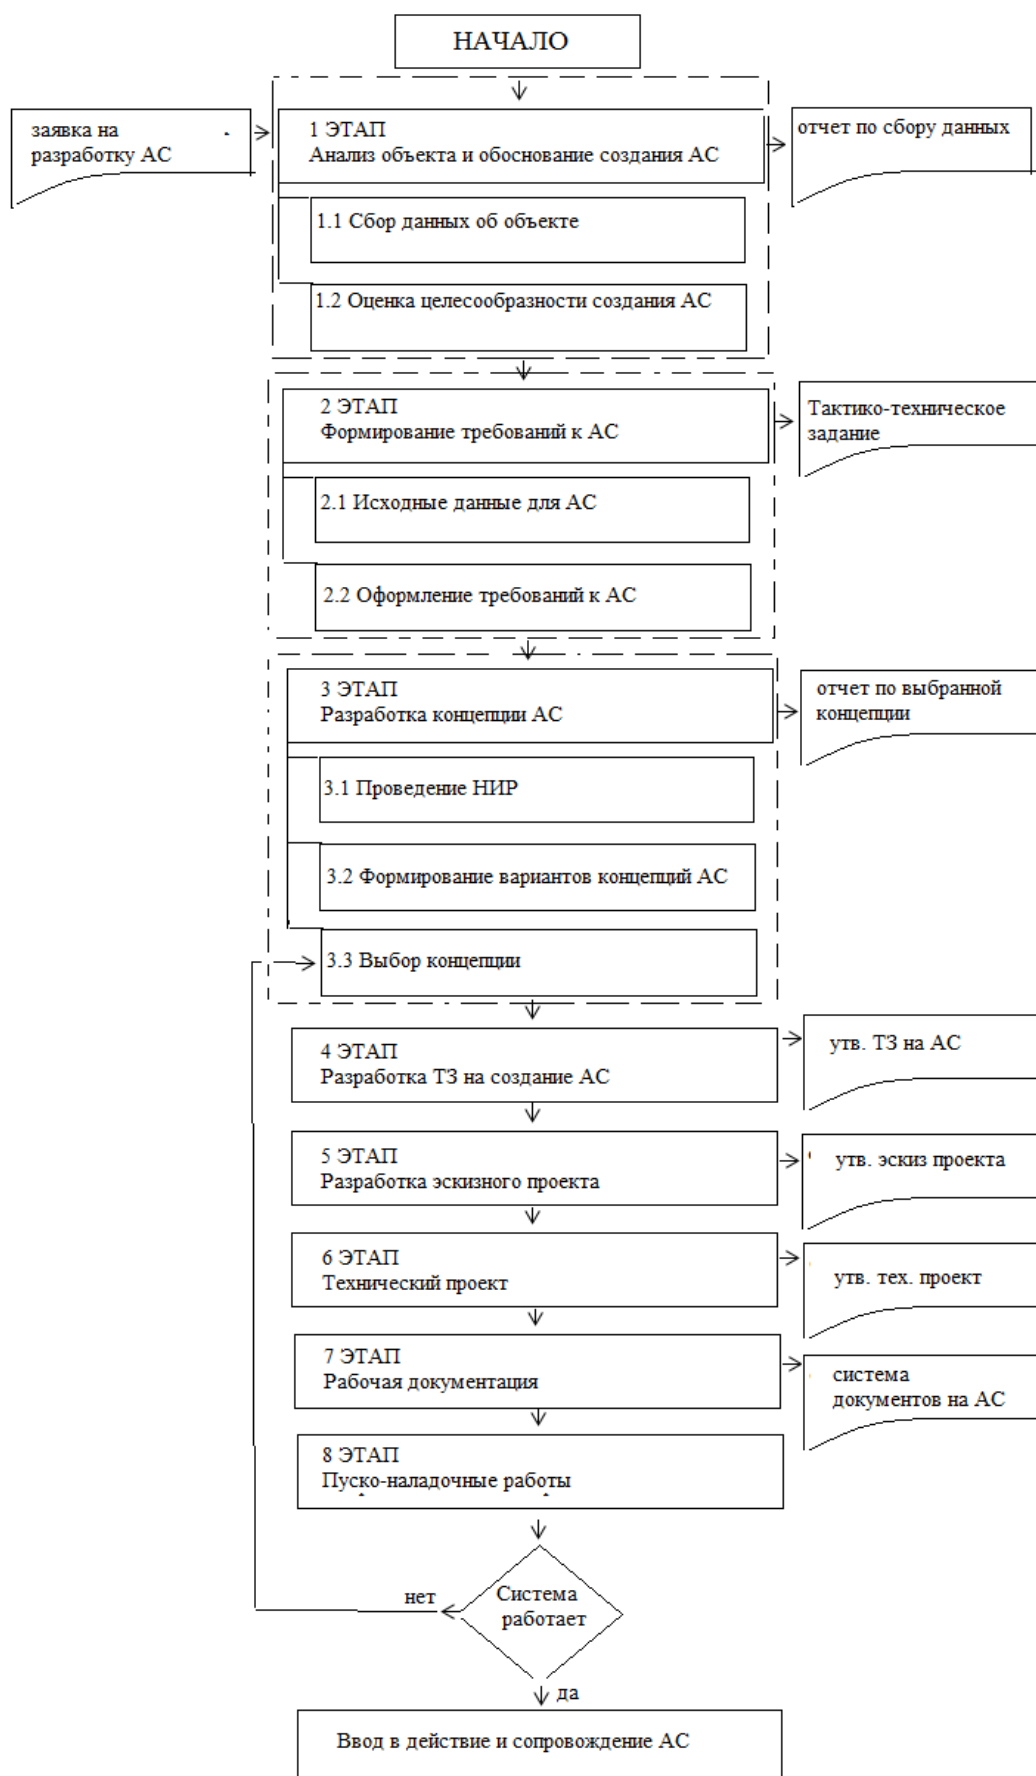 НАЧАЛО
заявка на
разработку АС
1 ЭТАП
Анализ объекта и обоснование создания АС
отчет по сбору данных
1.1 Сбор данных об объекте
1.2 Оценка целесообразности создания АС
2 ЭТАП
Формирование требований к АС
Тактико-техническое
задание
2.1 Исходные данные для АС
2.2 Оформление требований к АС
3 ЭТАП
Разработка концепции АС
отчет по выбранной
концепции
3.1 Проведение НИР
3.2 Формирование вариантов концепций АС
3.3 Выбор концепции
4 ЭТАП
Разработка ТЗ на создание АС
утв. ТЗ на АС
5 ЭТАП
Разработка эскизного проекта
утв. эскиз проекта
6 ЭТАП
Технический проект
утв. тех. проект
7 ЭТАП
Рабочая документация
система
документов на АС
8 ЭТАП
Пуско-наладочные работы
Система
работает
нет
да
Ввод в действие и сопровождение АС